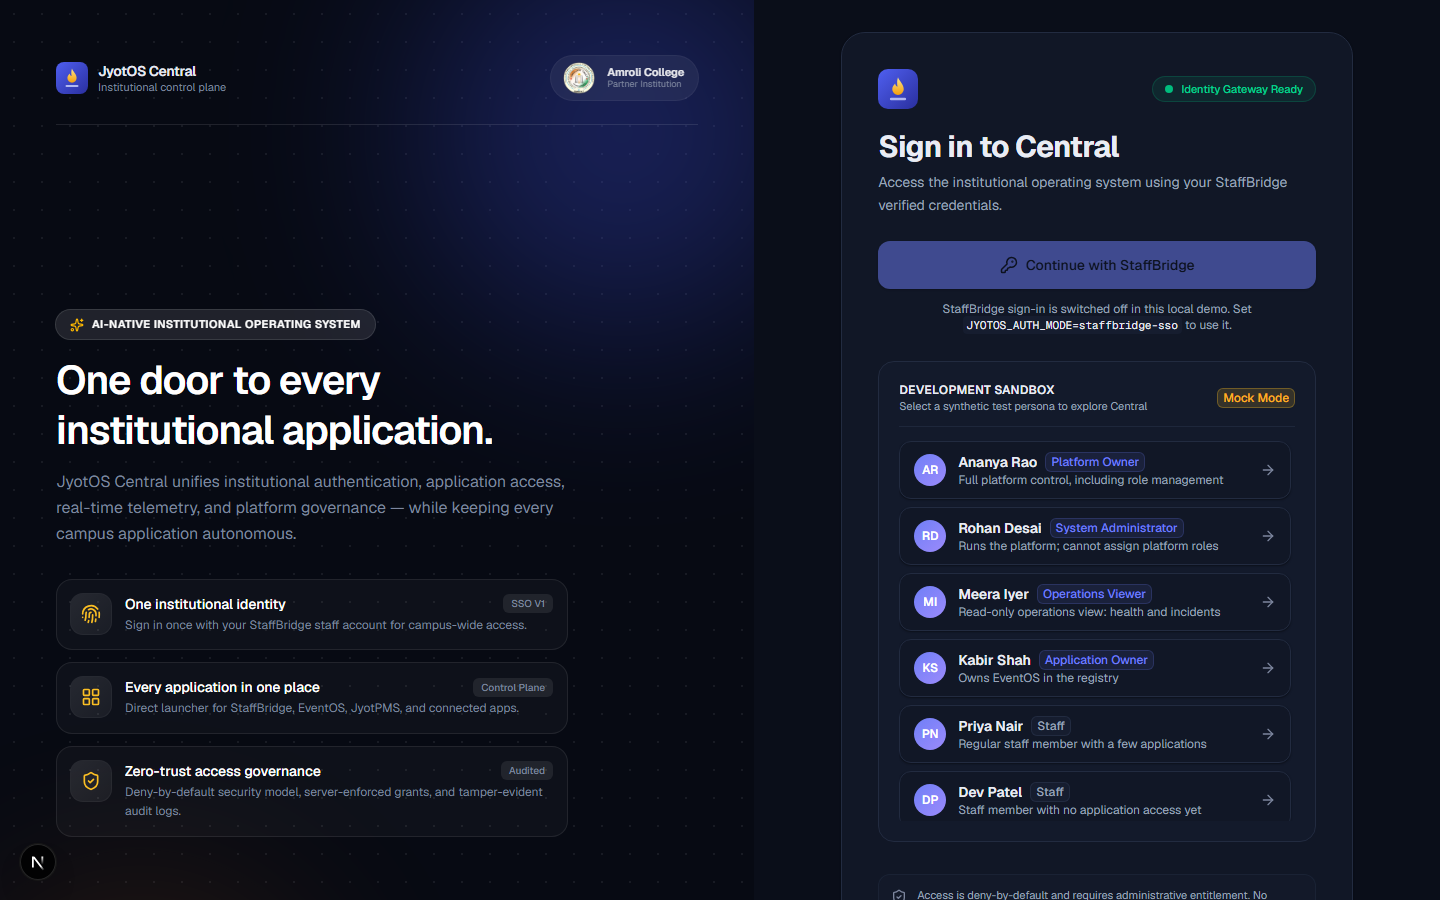 JyotOS Central
Institutional control plane
Amroli College
Partner Institution
AI-NATIVE INSTITUTIONAL OPERATING SYSTEM
One door to every
institutional application.
JyotOS Central unifies institutional authentication, application access,
real-time telemetry, and platform governance — while keeping every
campus application autonomous.
One institutional identity
SSO V1
Sign in once with your StaffBridge staff account for campus-wide access.
Every application in one place
Control Plane
Direct launcher for StaffBridge, EventOS, JyotPMS, and connected apps.
Zero-trust access governance
Audited
Deny-by-default security model, server-enforced grants, and tamper-evident
audit logs.
N
Identity Gateway Ready
Sign in to Central
Access the institutional operating system using your StaffBridge
verified credentials.
Continue with StaffBridge
StaffBridge sign-in is switched off in this local demo. Set
JYOTOS_AUTH_MODE=staffbridge-sso to use it.
DEVELOPMENT SANDBOX
Select a synthetic test persona to explore Central
Mock Mode
AR
Ananya Rao Platform Owner
Full platform control, including role management
RD
Rohan Desai System Administrator
Runs the platform; cannot assign platform roles
MI
Meera Iyer Operations Viewer
Read-only operations view: health and incidents
KS
Kabir Shah Application Owner
Owns EventOS in the registry
PN
Priya Nair Staff
Regular staff member with a few applications
DP
Dev Patel Staff
Staff member with no application access yet
Access is deny-by-default and requires administrative entitlement. No